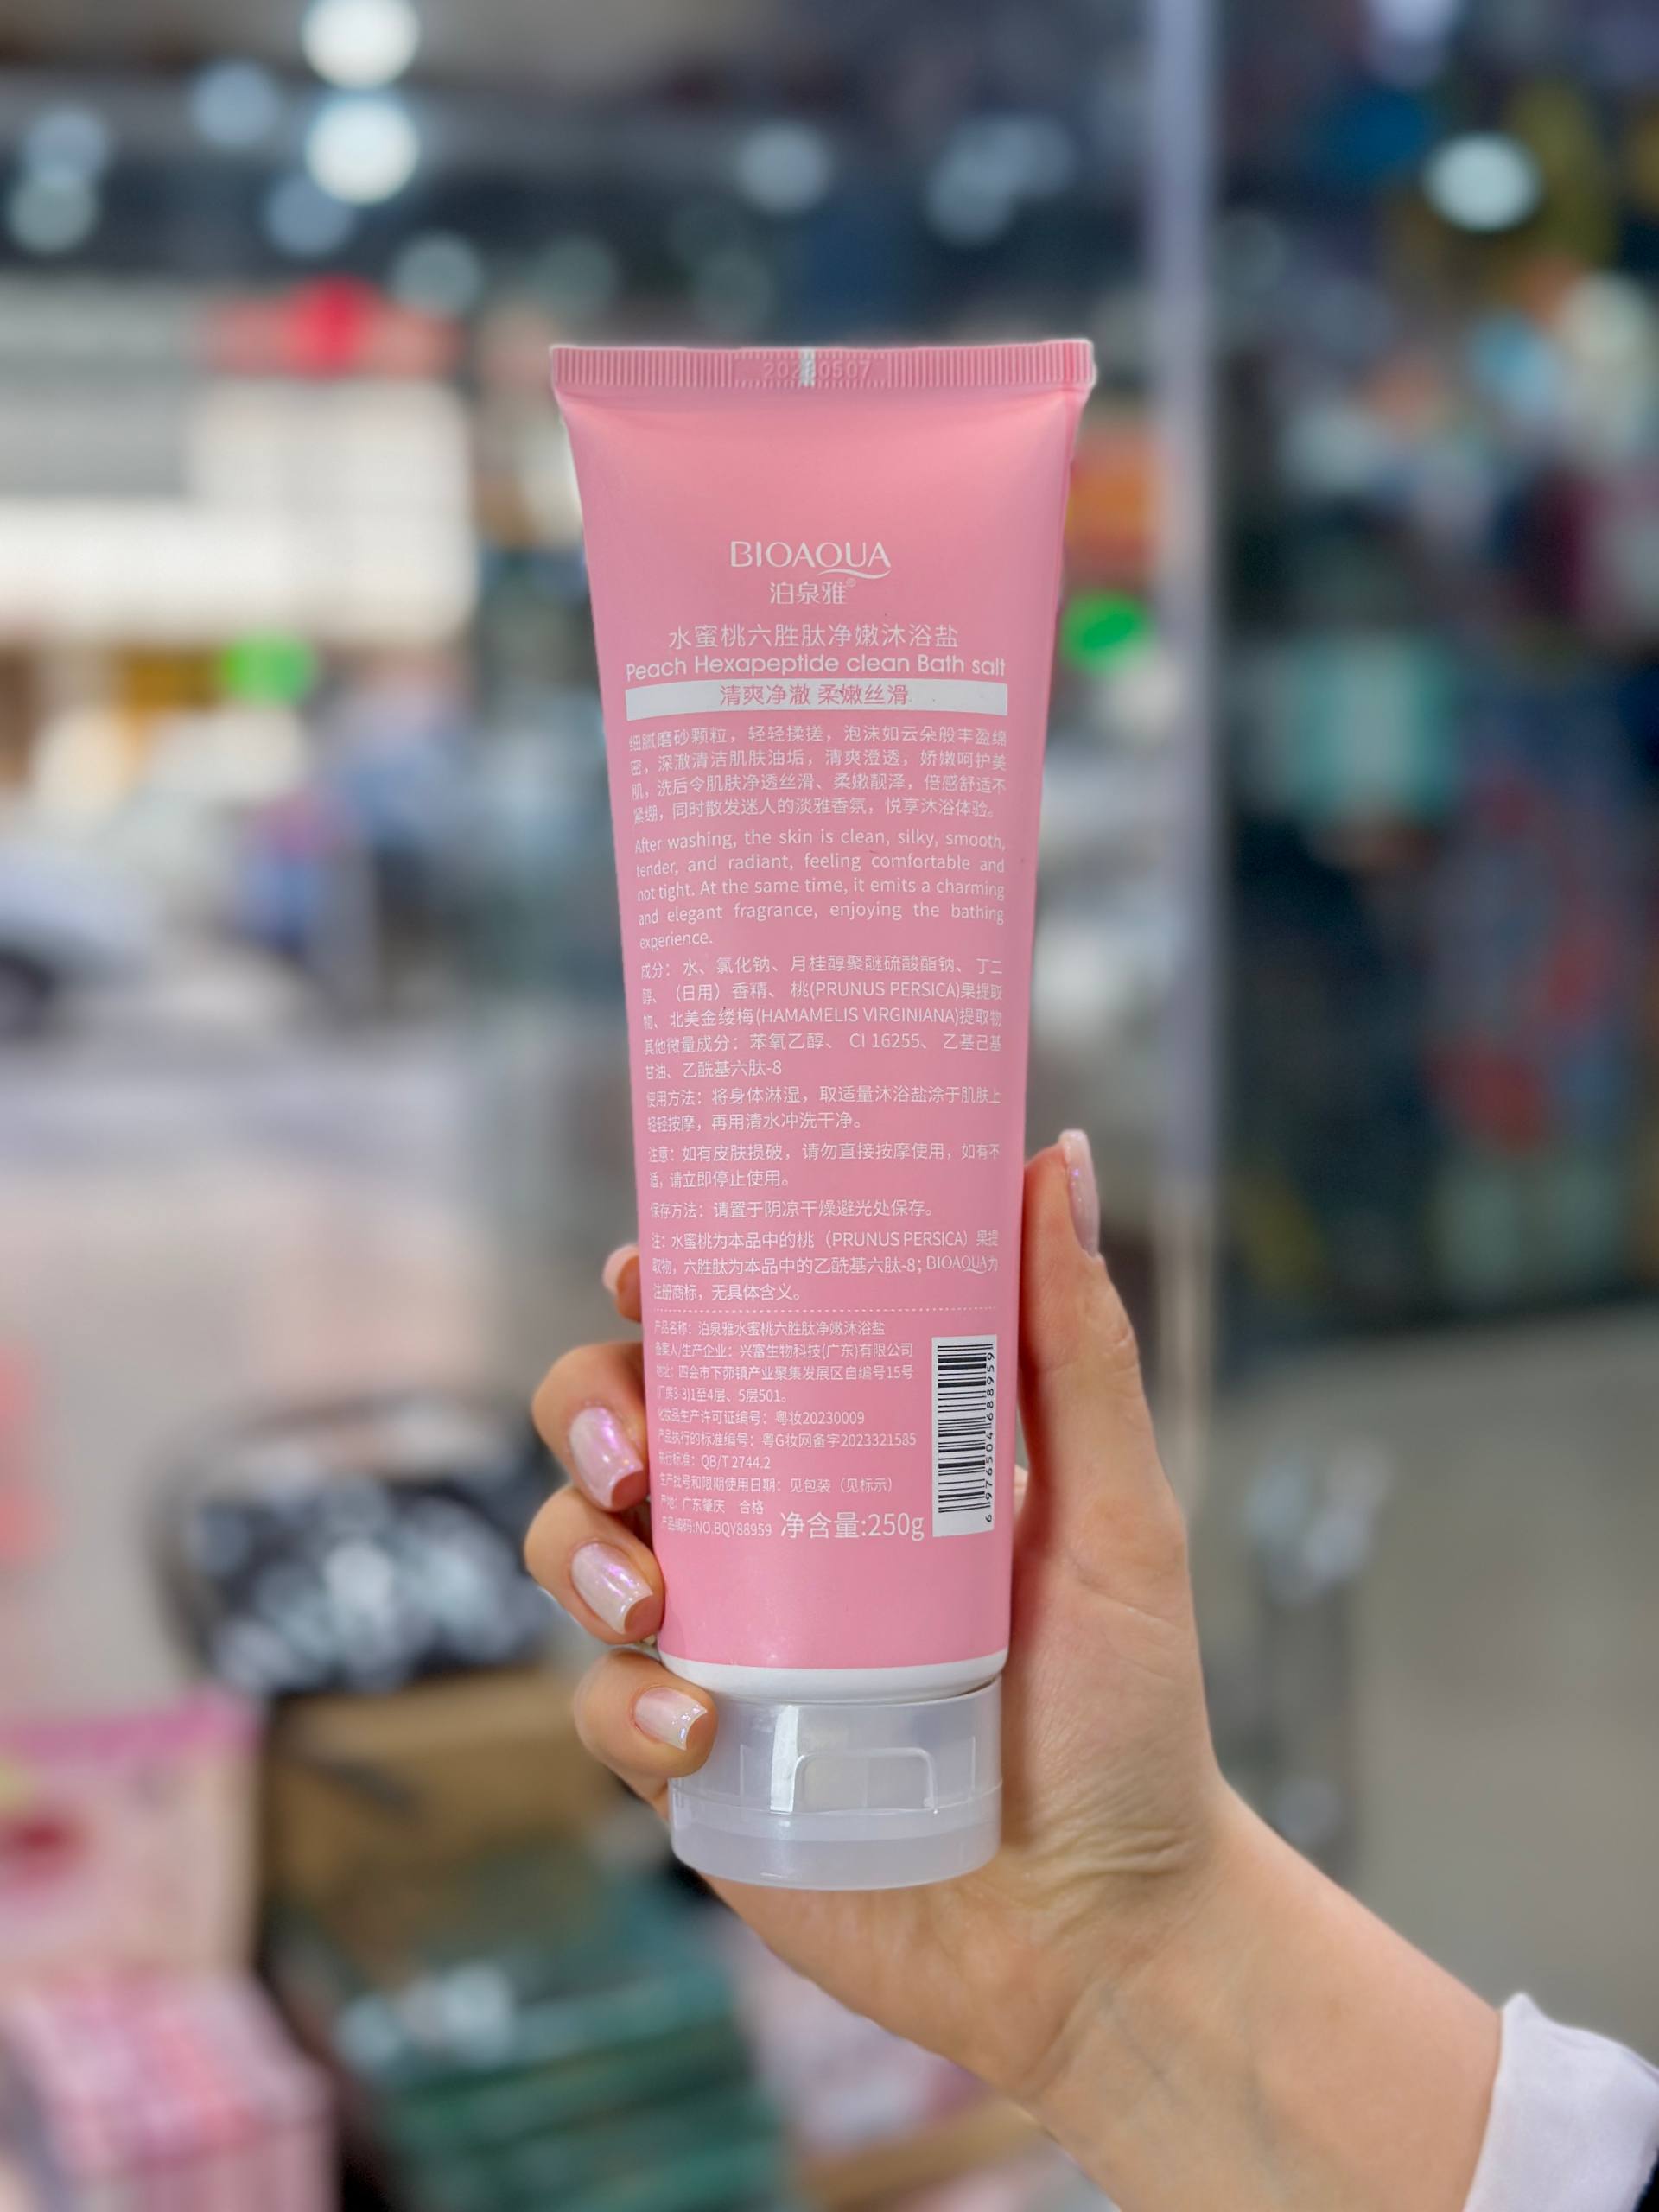 BIOAQUA
泊泉雅®
水蜜桃六胜肽净嫩沐浴盐
Peach Hexapeptide clean Bath salt
清爽净澈 柔嫩丝滑
细腻磨砂颗粒，轻轻揉搓，泡沫如云朵般丰盈绵
密，深澈清洁肌肤油垢，清爽澄透，娇嫩呵护美
肌，洗后令肌肤净透丝滑、柔嫩靓泽，倍感舒适不
紧绷，同时散发迷人的淡雅香氛，悦享沐浴体验。
After washing, the skin is clean, silky, smooth,
tender, and radiant, feeling comfortable and
not tight. At the same time, it emits a charming
and elegant fragrance, enjoying the bathing
experience.
成分：水、氯化钠、月桂醇聚醚硫酸酯钠、丁二
醇、（日用）香精、桃(PRUNUS PERSICA)果提取
物、北美金缕梅(HAMAMELIS VIRGINIANA)提取物
其他微量成分：苯氧乙醇、CI 16255、乙基己基
甘油、乙酰基六肽-8
使用方法：将身体淋湿，取适量沐浴盐涂于肌肤上
轻轻按摩，再用清水冲洗干净。
注意：如有皮肤损破，请勿直接按摩使用，如有不
适，请立即停止使用。
保存方法：请置于阴凉干燥避光处保存。
注：水蜜桃为本品中的桃（PRUNUS PERSICA）果提
取物，六胜肽为本品中的乙酰基六肽-8；BIOAQUA为
注册商标，无具体含义。
产品名称：泊泉雅水蜜桃六胜肽净嫩沐浴盐
备案人/生产企业：兴富生物科技(广东)有限公司
地址：四会市下茆镇产业聚集发展区自编号15号
(厂房3-3)1至4层、5层501。
化妆品生产许可证编号：粤妆20230009
产品执行的标准编号：粤G妆网备字2023321585
执行标准：QB/T 2744.2
生产批号和限期使用日期：见包装（见标示）
产地：广东肇庆 合格
产品编码:NO.BQY88959 净含量:250g
6976504688959